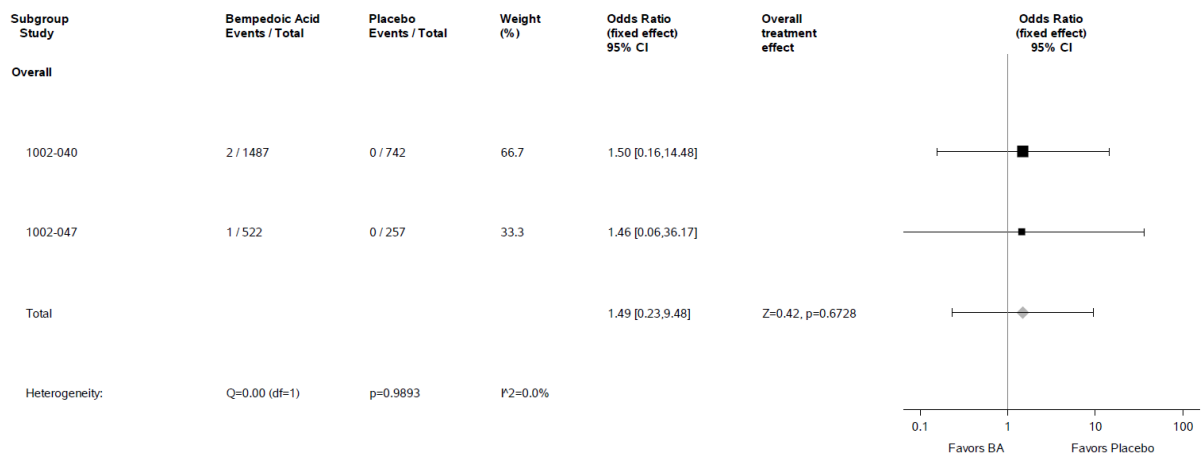 Subgroup Bempedoic Acid Placebo Weight Odds Ratio Overall Odds Ratio
Study Events / Total Events / Total (%) (fixed effect) treatment (fixed effect)
95% CI effect 95% CI
Overall
1002-040 2 / 1487 0 / 742 66.7 1.50 [0.16,14.48]
1002-047 1 / 522 0 / 257 33.3 1.46 [0.06,36.17]
Total 1.49 [0.23,9.48] Z=0.42, p=0.6728
Heterogeneity: Q=0.00 (df=1) p=0.9893 I^2=0.0%
0.1 1 10 100
Favors BA Favors Placebo